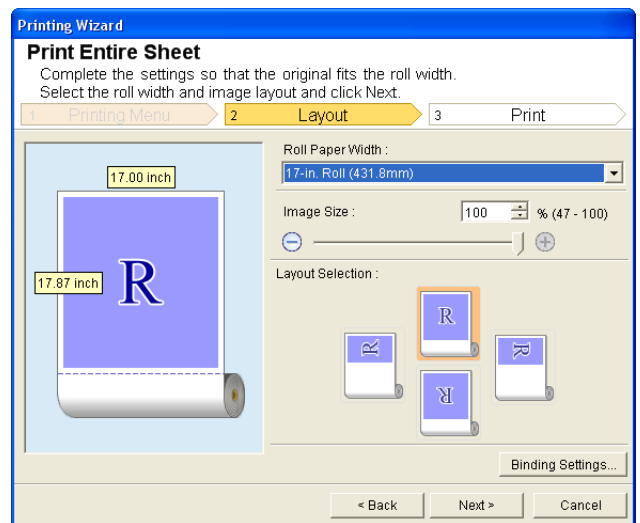 Printing Wizard
Print Entire Sheet
Complete the settings so that the original fits the roll width.
Select the roll width and image layout and click Next.
1 Printing Menu 2 Layout 3 Print
Roll Paper Width :
17-in. Roll (431.8mm)
17.00 inch
Image Size : 100 % (47 - 100)
17.87 inch
R
Layout Selection :
R
R
R
R
Binding Settings...
< Back Next > Cancel